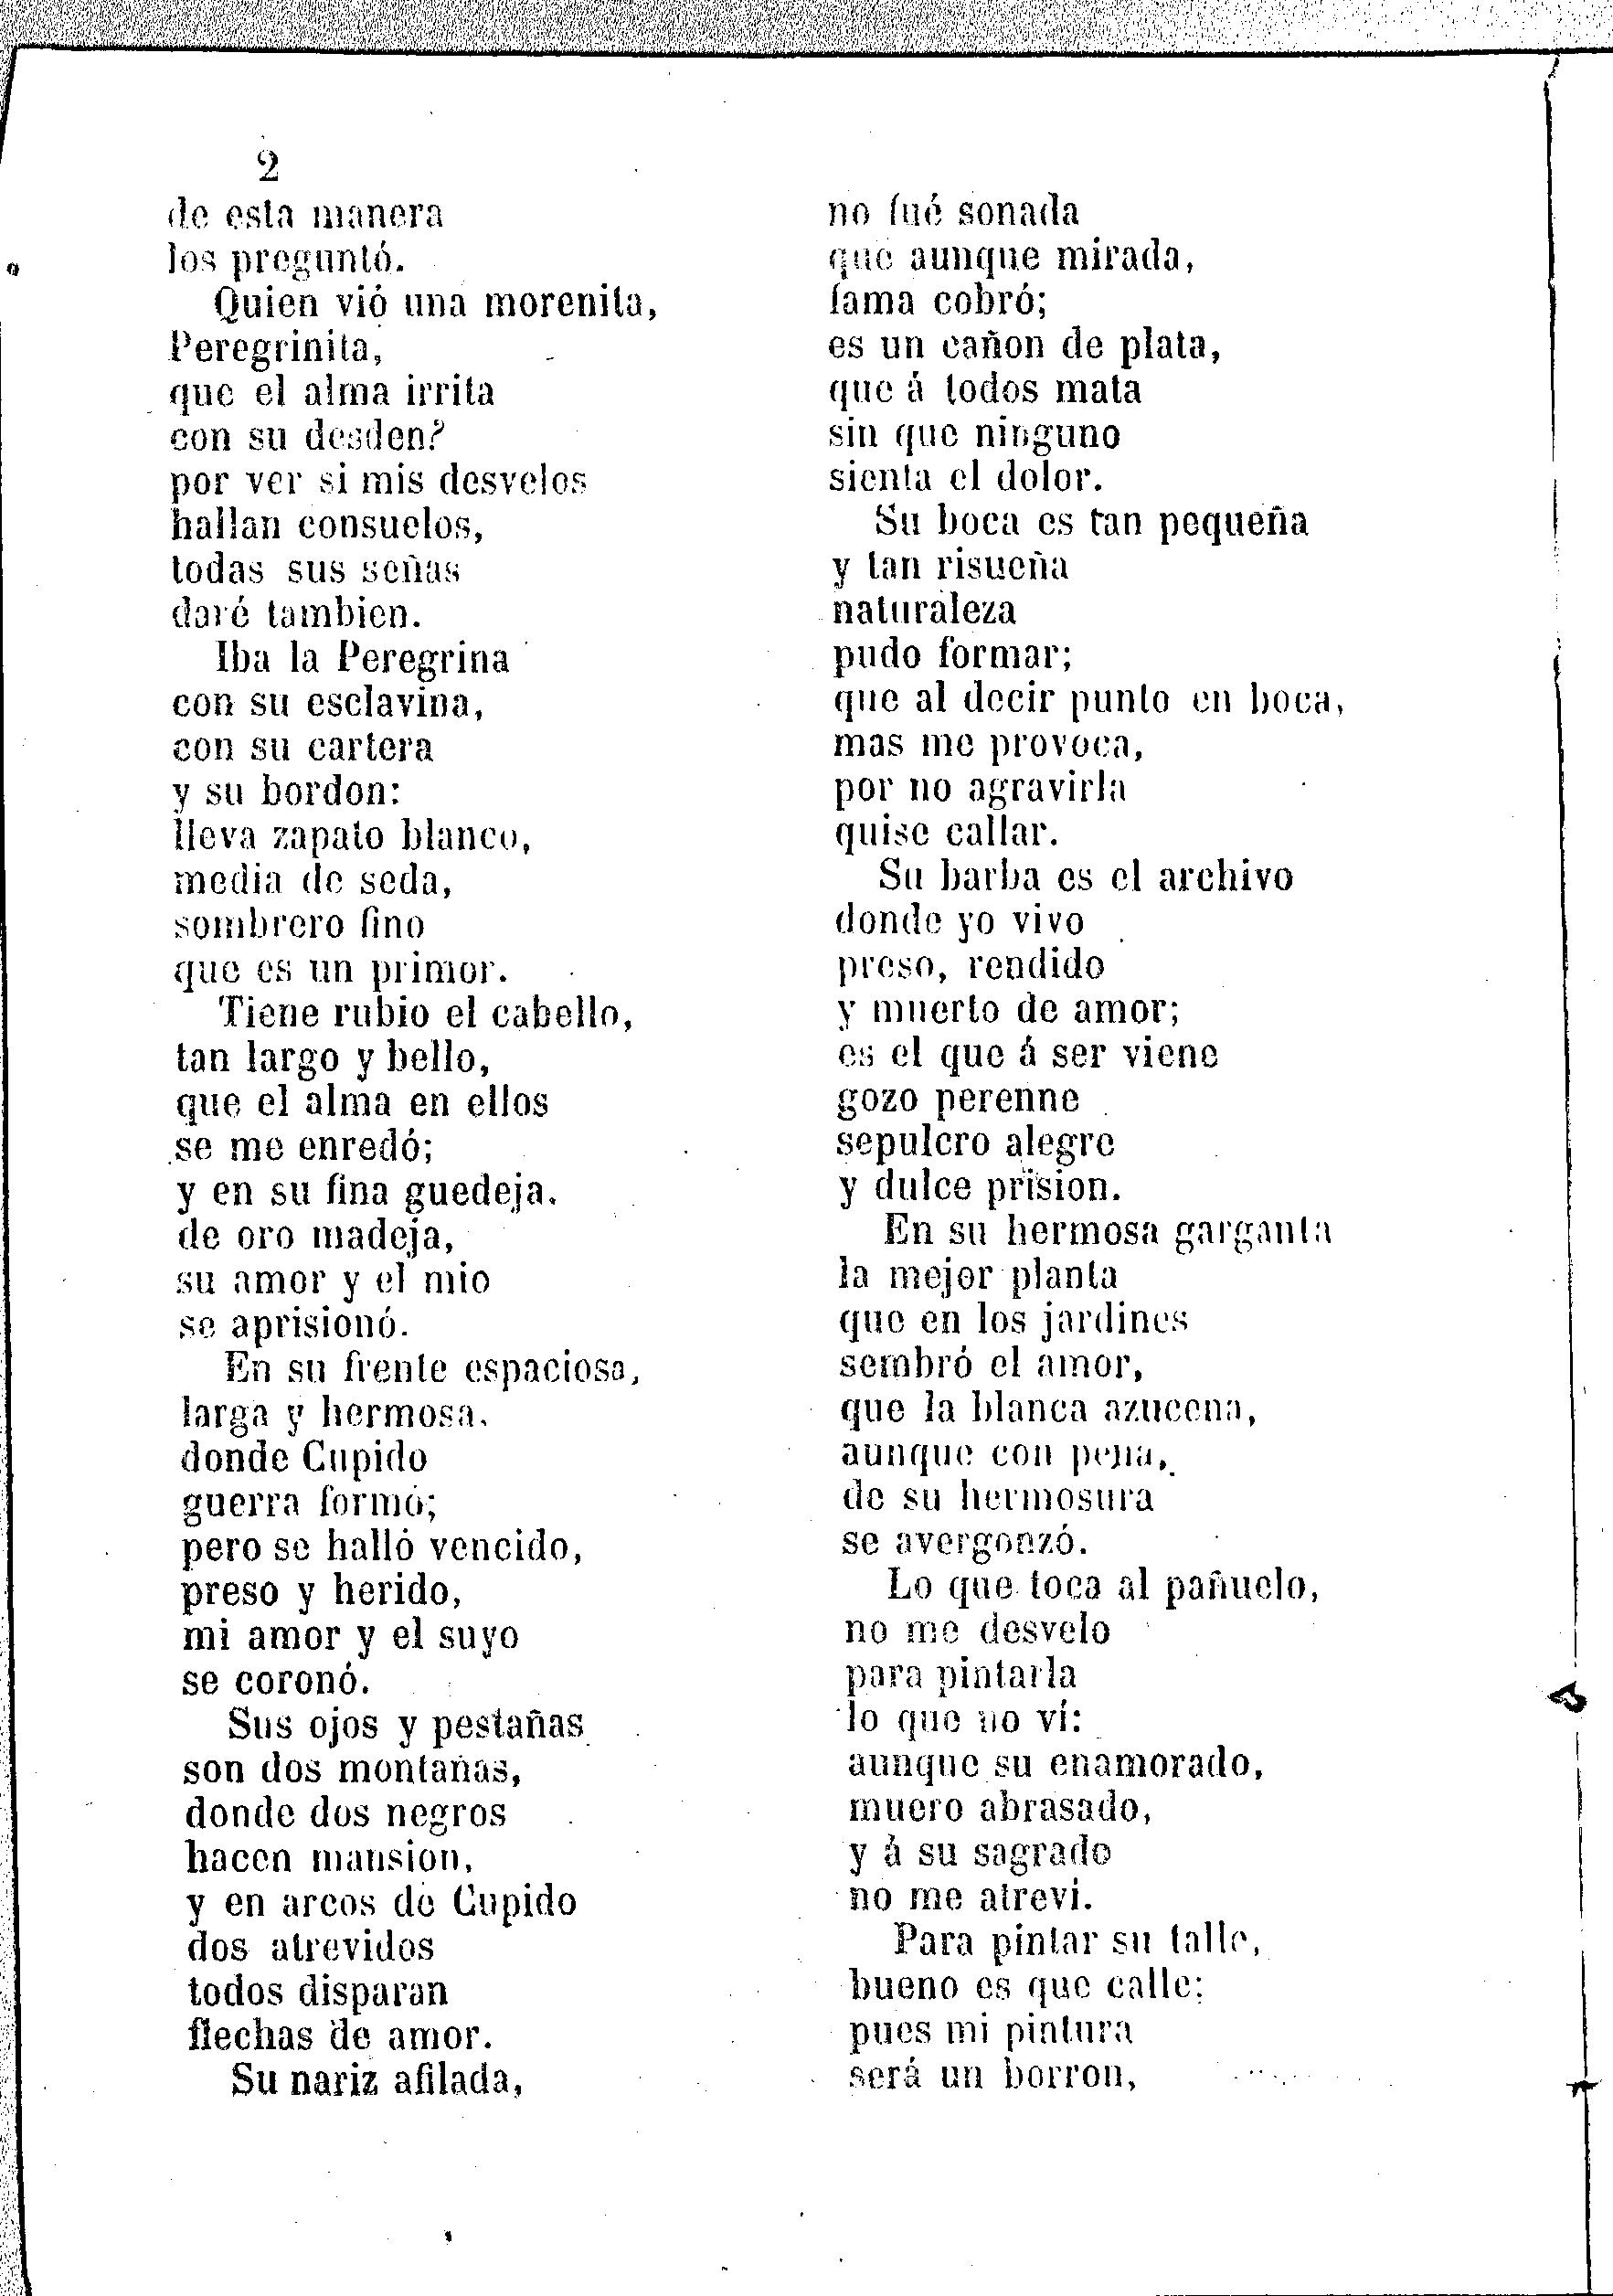 2
de esta manera
los preguntó.
Quien vió una morenita,
Peregrinita,
que el alma irrita
con su desden?
por ver si mis desvelos
hallan consuelos,
todas sus señas
daré tambien.
Iba la Peregrina
con su esclavina,
con su cartera
y su bordon:
lleva zapato blanco,
media de seda,
sombrero fino
que es un primor.
Tiene rubio el cabello,
tan largo y bello,
que el alma en ellos
se me enredó;
y en su fina guedeja.
de oro madeja,
su amor y el mio
se aprisionó.
En su frente espaciosa,
larga y hermosa.
donde Cupido
guerra formó;
pero se halló vencido,
preso y herido,
mi amor y el suyo
se coronó.
Sus ojos y pestañas
son dos montañas,
donde dos negros
hacen mansion,
y en arcos de Cupido
dos atrevidos
todos disparan
flechas de amor.
Su nariz afilada,
no fué sonada
que aunque mirada,
fama cobró;
es un cañon de plata,
que á todos mata
sin que ninguno
sienta el dolor.
Su boca es tan pequeña
y tan risueña
naturaleza
pudo formar;
que al decir punto en boca,
mas me provoca,
por no agravirla
quise callar.
Su barba es el archivo
donde yo vivo
preso, rendido
y muerto de amor;
es el que á ser viene
gozo perenne
sepulcro alegre
y dulce prision.
En su hermosa garganta
la mejor planta
que en los jardines
sembró el amor,
que la blanca azucena,
aunque con pena,
de su hermosura
se avergonzó.
Lo que toca al pañuelo,
no me desvelo
para pintarla
lo que no ví:
aunque su enamorado,
muero abrasado,
y á su sagrado
no me atrevi.
Para pintar su talle,
bueno es que calle;
pues mi pintura
será un borron,